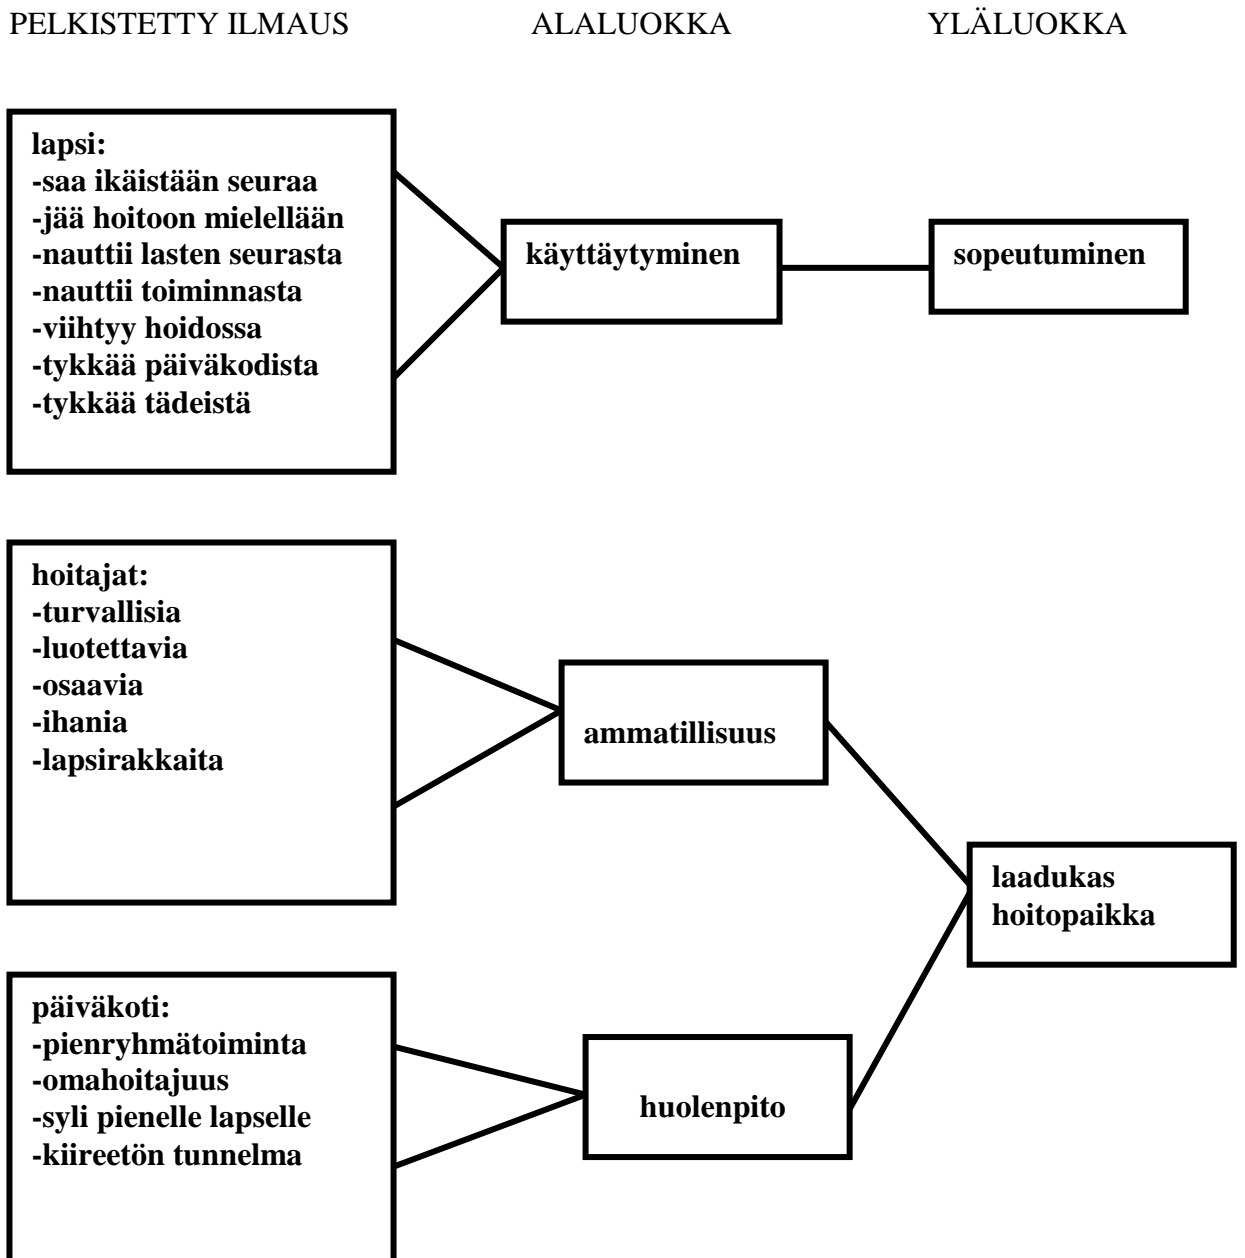 PELKISTETTY ILMAUS ALALUOKKA YLÄLUOKKA
lapsi:
-saa ikäistään seuraa
-jää hoitoon mielellään
-nauttii lasten seurasta
-nauttii toiminnasta
-viihtyy hoidossa
-tykkää päiväkodista
-tykkää tädeistä
käyttäytyminen
sopeutuminen
hoitajat:
-turvallisia
-luotettavia
-osaavia
-ihania
-lapsirakkaita
ammatillisuus
laadukas
hoitopaikka
päiväkoti:
-pienryhmätoiminta
-omahoitajuus
-syli pienelle lapselle
-kiireetön tunnelma
huolenpito